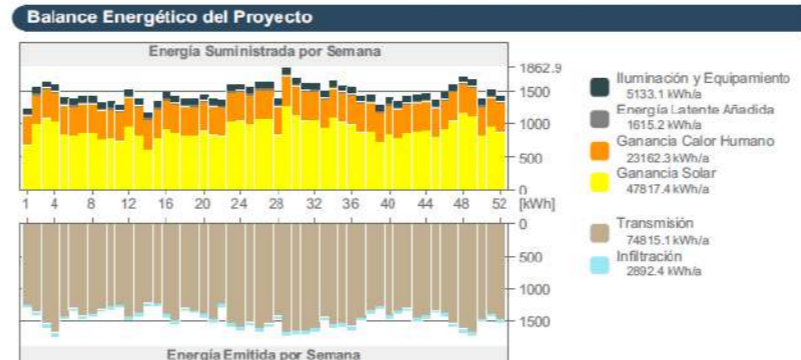 Balance Energético del Proyecto
Energía Suministrada por Semana
1862.9
1500
1000
500
0
1 4 8 12 16 20 24 28 32 36 40 44 48 52 [kWh]
0
500
1000
1500
Energía Emitida por Semana
Iluminación y Equipamiento
5133.1 kWh/a
Energía Latente Añadida
1615.2 kWh/a
Ganancia Calor Humano
23162.3 kWh/a
Ganancia Solar
47817.4 kWh/a
Transmisión
74815.1 kWh/a
Infiltración
2892.4 kWh/a